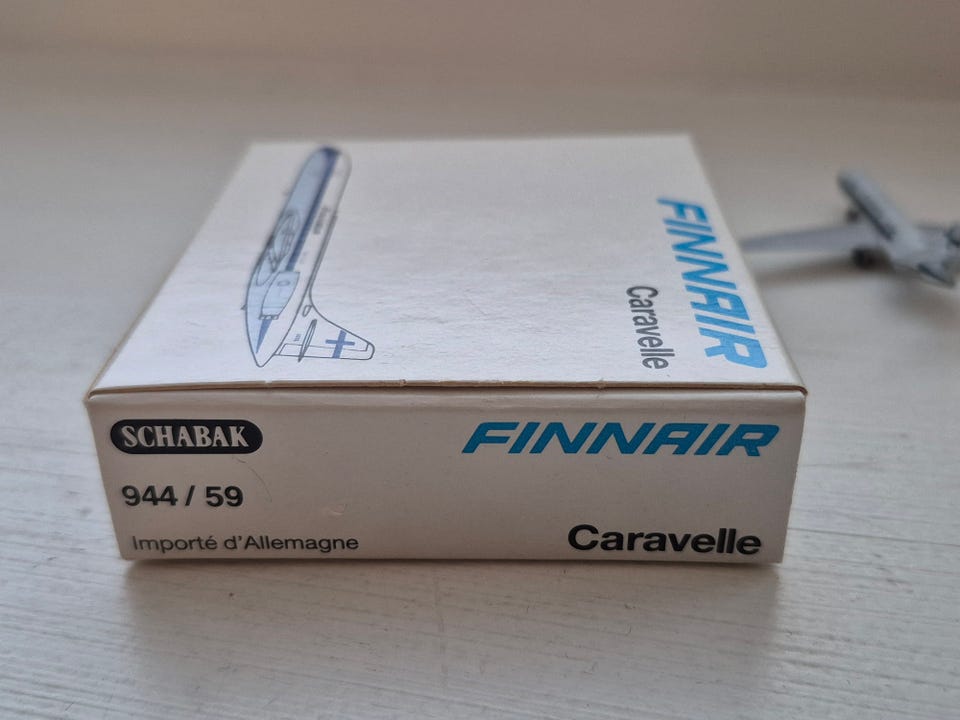 FINNAIR
Caravelle
SCHABAK
FINNAIR
944 / 59
Importé d'Allemagne
Caravelle